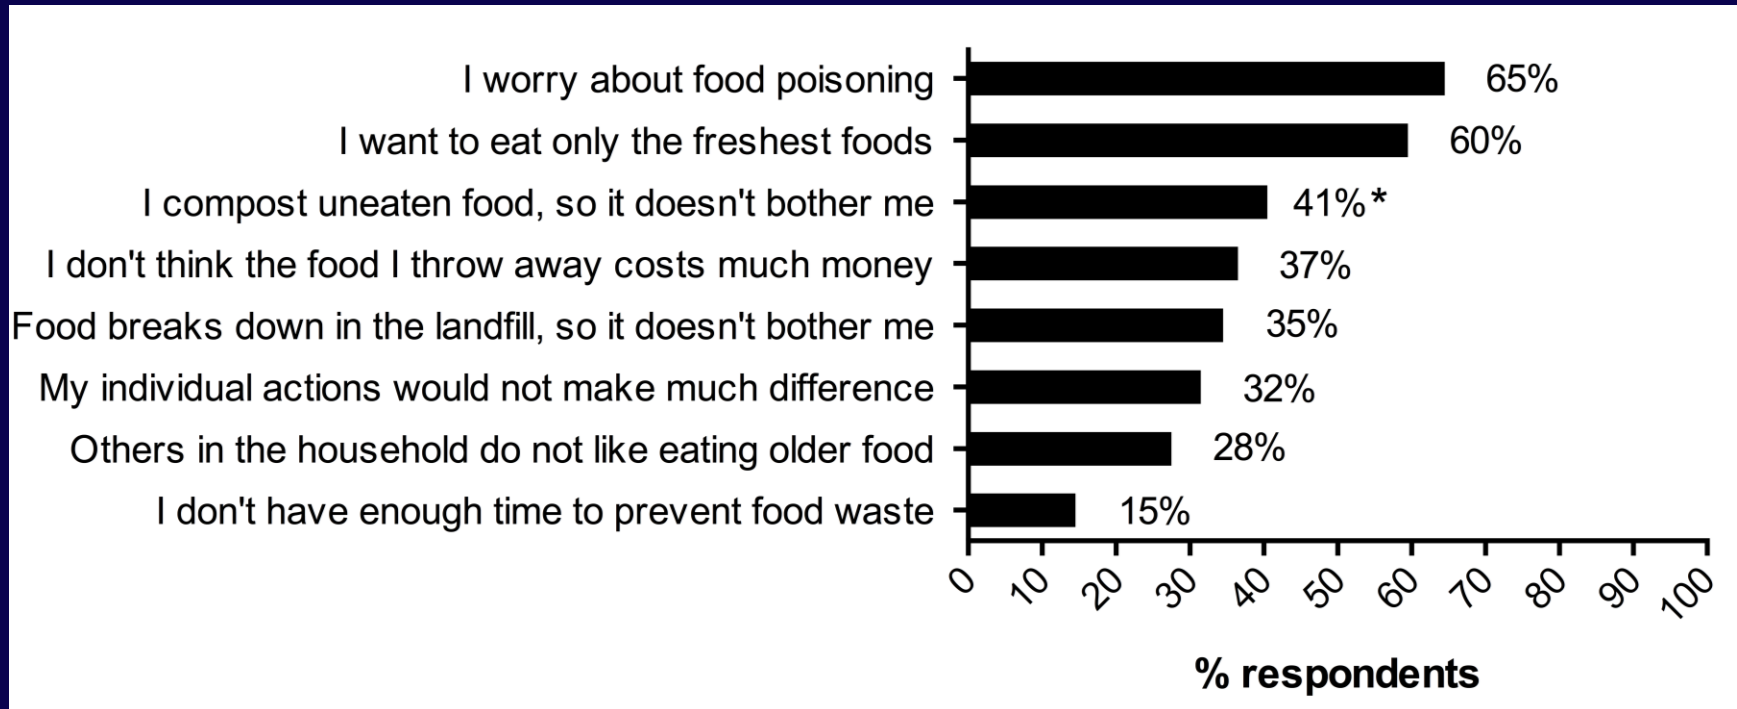 I worry about food poisoning 65%
I want to eat only the freshest foods 60%
I compost uneaten food, so it doesn't bother me 41%*
I don't think the food I throw away costs much money 37%
Food breaks down in the landfill, so it doesn't bother me 35%
My individual actions would not make much difference 32%
Others in the household do not like eating older food 28%
I don't have enough time to prevent food waste 15%
0 10 20 30 40 50 60 70 80 90 100
% respondents